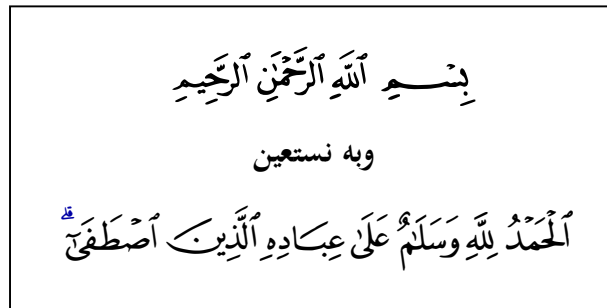 بِسْمِ ٱللَّهِ ٱلرَّحْمَٰنِ ٱلرَّحِيمِ
وبه نستعين
ٱلْحَمْدُ لِلَّهِ وَسَلَٰمٌ عَلَىٰ عِبَادِهِ ٱلَّذِينَ ٱصْطَفَىٰٓ ۗ